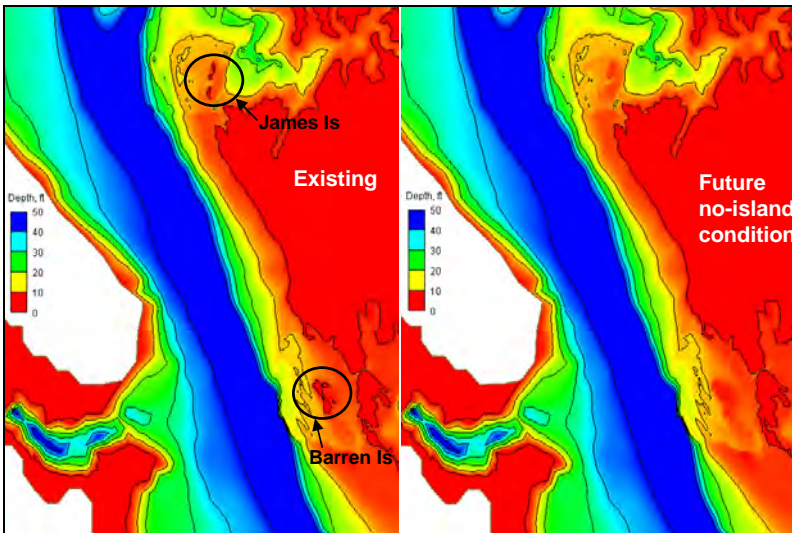 James Is
Existing
Depth, ft
50
40
30
20
10
0
Barren Is
Future
no-island
condition
Depth, ft
50
40
30
20
10
0